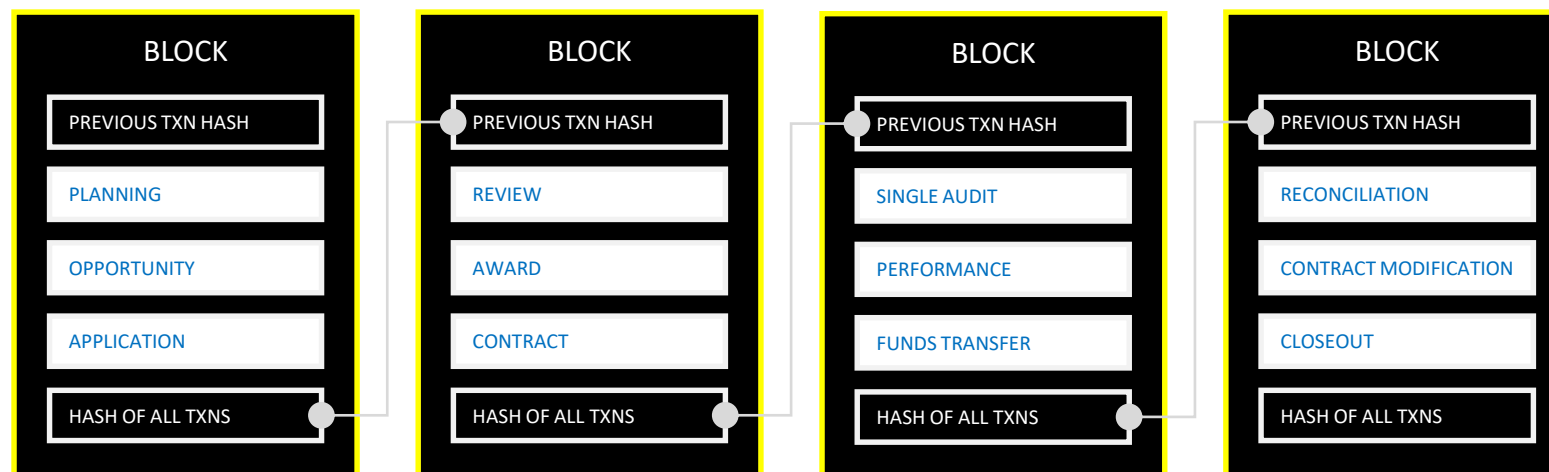 BLOCK
PREVIOUS TXN HASH
PLANNING
OPPORTUNITY
APPLICATION
HASH OF ALL TXNS
BLOCK
PREVIOUS TXN HASH
REVIEW
AWARD
CONTRACT
HASH OF ALL TXNS
BLOCK
PREVIOUS TXN HASH
SINGLE AUDIT
PERFORMANCE
FUNDS TRANSFER
HASH OF ALL TXNS
BLOCK
PREVIOUS TXN HASH
RECONCILIATION
CONTRACT MODIFICATION
CLOSEOUT
HASH OF ALL TXNS